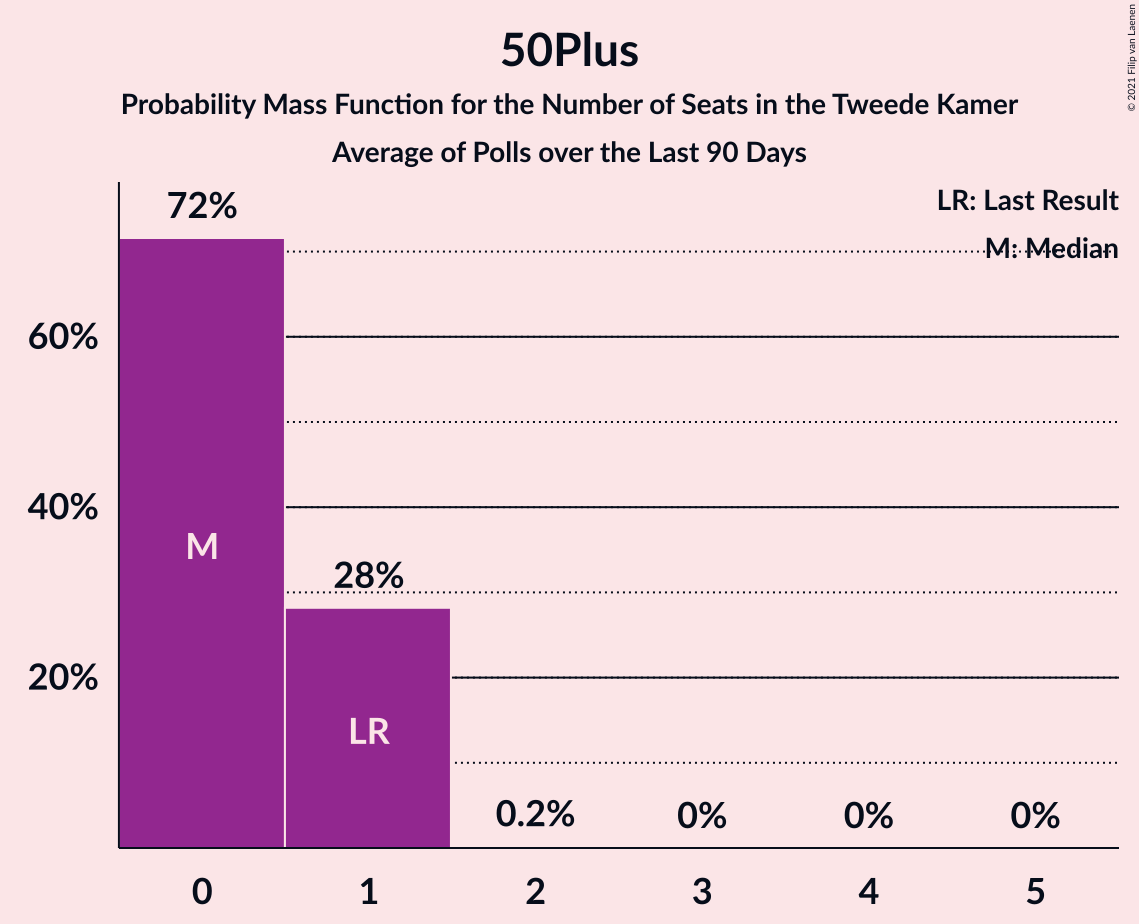 50Plus
Probability Mass Function for the Number of Seats in the Tweede Kamer
Average of Polls over the Last 90 Days
© 2021 Filip van Laenen
LR: Last Result
M: Median
72%
60%
40%
M
28%
20%
LR
0.2%
0%
0%
0%
0
1
2
3
4
5